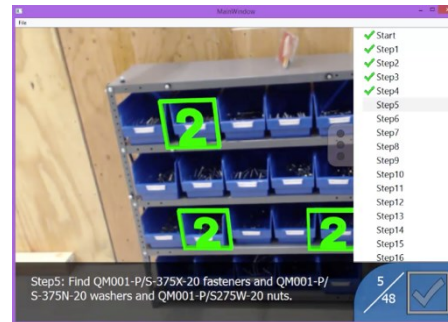 MainWindow
File
Start
Step1
Step2
Step3
Step4
Step5
Step6
Step7
Step8
Step9
Step10
Step11
Step12
Step13
Step14
Step15
Step16
2
2
2
Step5: Find QM001-P/S-375X-20 fasteners and QM001-P/
S-375N-20 washers and QM001-P/S275W-20 nuts.
5/48